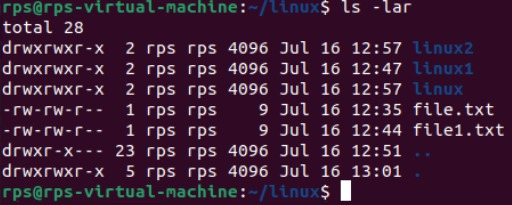 rps@rps-virtual-machine:~/linux$ ls -lar
total 28
drwxrwxr-x  2 rps rps 4096 Jul 16 12:57 linux2
drwxrwxr-x  2 rps rps 4096 Jul 16 12:47 linux1
drwxrwxr-x  2 rps rps 4096 Jul 16 12:57 linux
-rw-rw-r--  1 rps rps    9 Jul 16 12:35 file.txt
-rw-rw-r--  1 rps rps    9 Jul 16 12:44 file1.txt
drwxr-x--- 23 rps rps 4096 Jul 16 12:51 ..
drwxrwxr-x  5 rps rps 4096 Jul 16 13:01 .
rps@rps-virtual-machine:~/linux$